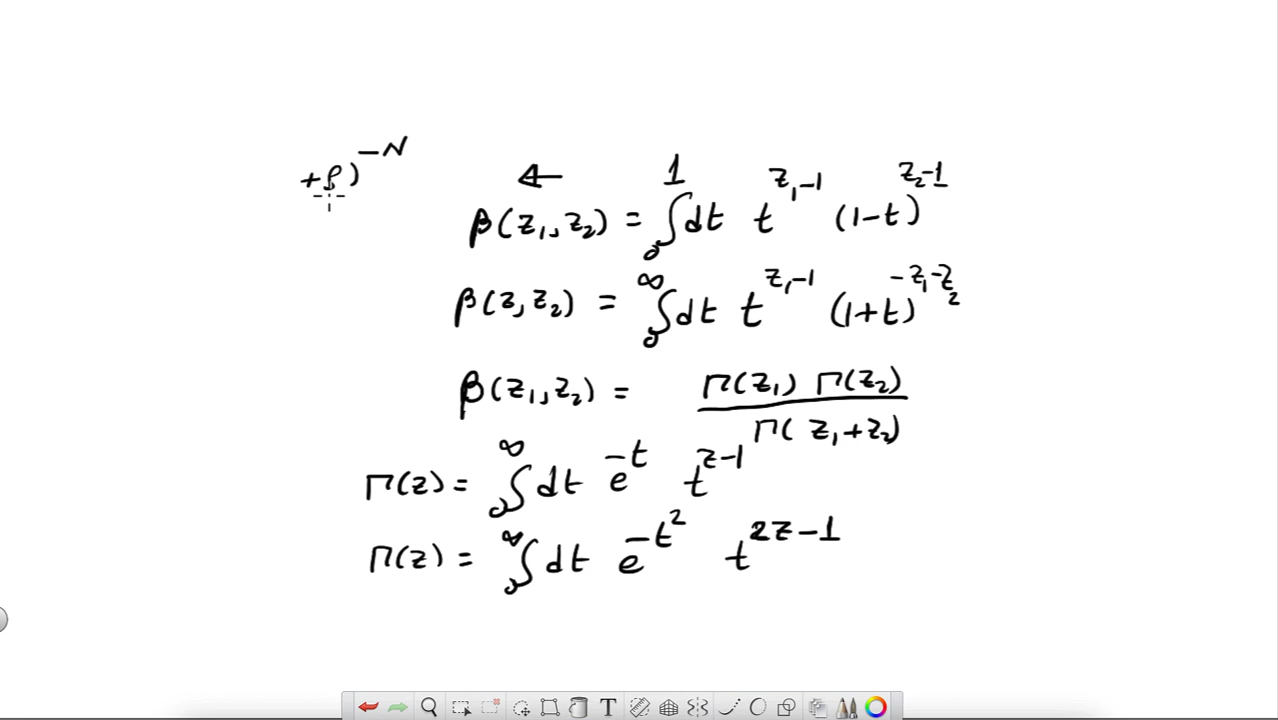 +ρ)^{-N}
←
β(z₁, z₂) = ∫₀¹ dt t^{z₁-1} (1-t)^{z₂-1}
β(z, z₂) = ∫₀^∞ dt t^{z₁-1} (1+t)^{-z₁-z₂}
β(z₁, z₂) = Γ(z₁) Γ(z₂) / Γ(z₁+z₂)
Γ(z) = ∫₀^∞ dt e^{-t} t^{z-1}
Γ(z) = ∫₀^∞ dt e^{-t²} t^{2z-1}
T